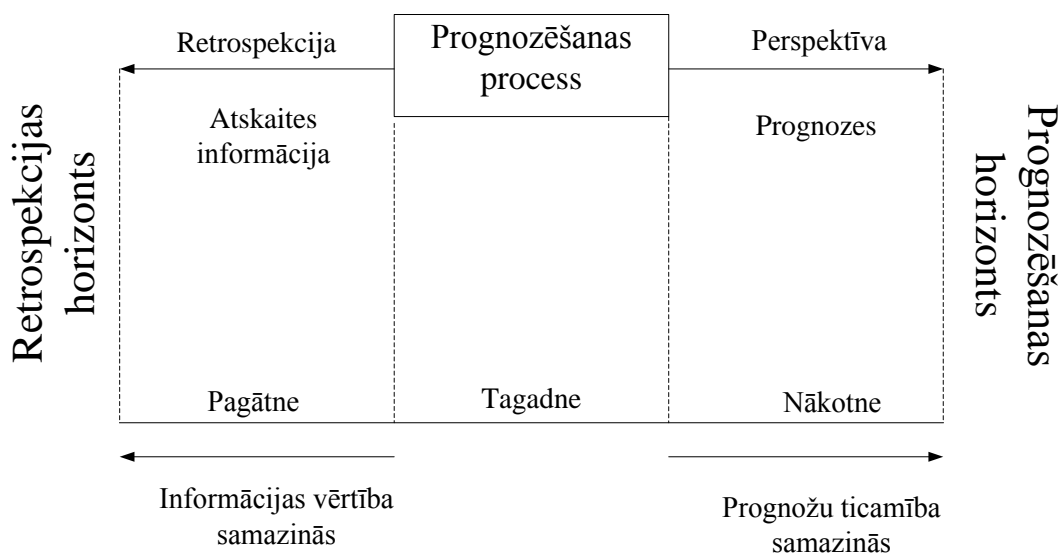 Retrospekcija
Prognozēšanas
process
Perspektīva
Atskaites
informācija
Prognozes
Retrospekcijas
horizonts
Prognozēšanas
horizonts
Pagātne
Tagadne
Nākotne
Informācijas vērtība
samazinās
Prognožu ticamība
samazinās